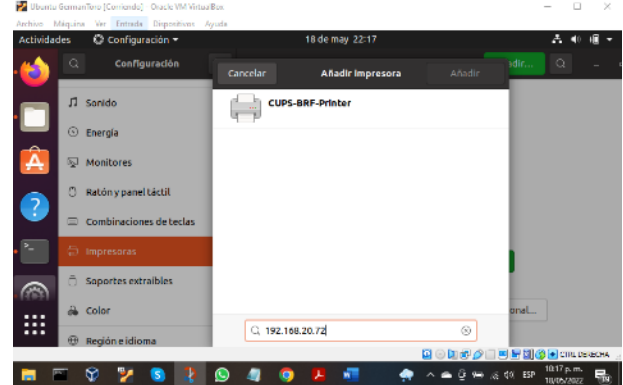 Ubuntu GermanToro [Corriendo] - Oracle VM VirtualBox
Archivo Máquina Ver Entrada Dispositivos Ayuda
Actividades Configuración 18 de may 22:17
Configuración
Cancelar Añadir Impresora Añadir
CUPS-BRF-Printer
Sonido
Energía
Monitores
Ratón y panel táctil
Combinaciones de teclas
Impresoras
Soportes extraíbles
Color
Región e idioma
192.168.20.72
CTRL DERECHA
ESP
10:17 p. m.
18/05/2022